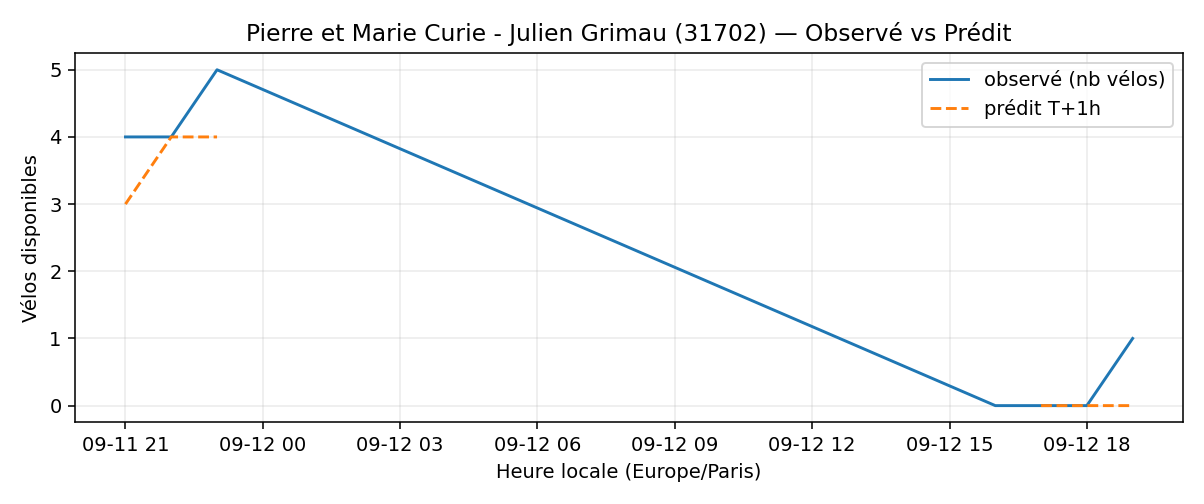 Pierre et Marie Curie - Julien Grimau (31702) — Observé vs Prédit
observé (nb vélos)
prédit T+1h
Vélos disponibles
5
4
3
2
1
0
09-11 21
09-12 00
09-12 03
09-12 06
09-12 09
09-12 12
09-12 15
09-12 18
Heure locale (Europe/Paris)